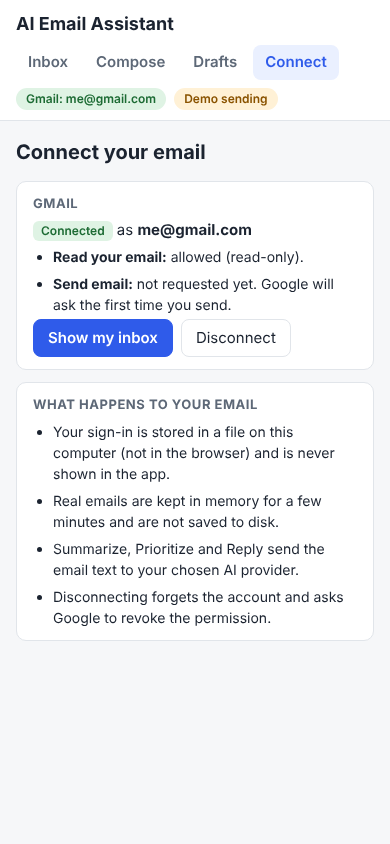 AI Email Assistant
Inbox Compose Drafts Connect
Gmail: me@gmail.com Demo sending
Connect your email
GMAIL
Connected as me@gmail.com
• Read your email: allowed (read-only).
• Send email: not requested yet. Google will
ask the first time you send.
Show my inbox Disconnect
WHAT HAPPENS TO YOUR EMAIL
• Your sign-in is stored in a file on this
computer (not in the browser) and is never
shown in the app.
• Real emails are kept in memory for a few
minutes and are not saved to disk.
• Summarize, Prioritize and Reply send the
email text to your chosen AI provider.
• Disconnecting forgets the account and asks
Google to revoke the permission.